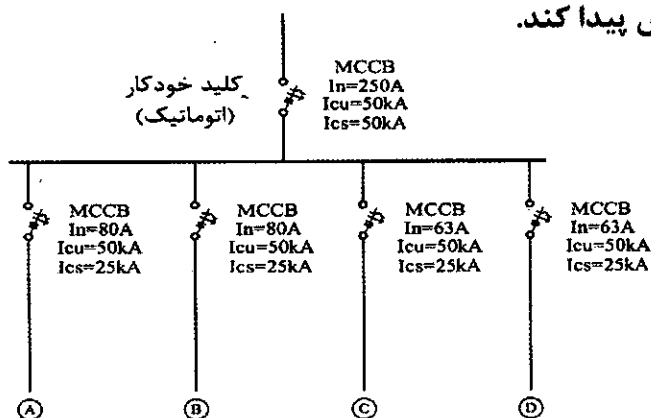 پیدا کند.
کلید خودکار
(اتوماتیک)
MCCB
In=250A
Icu=50kA
Ics=50kA
MCCB
In=80A
Icu=50kA
Ics=25kA
MCCB
In=80A
Icu=50kA
Ics=25kA
MCCB
In=63A
Icu=50kA
Ics=25kA
MCCB
In=63A
Icu=50kA
Ics=25kA
A
B
C
D